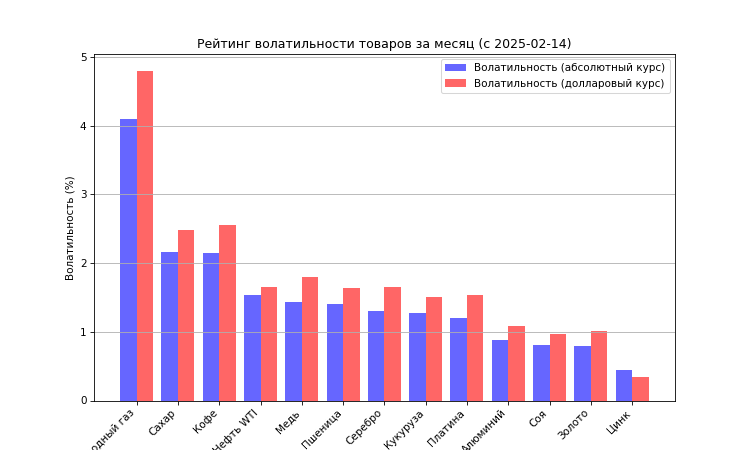 Рейтинг волатильности товаров за месяц (с 2025-02-14)
Волатильность (абсолютный курс)
Волатильность (долларовый курс)
Волатильность (%)
5
4
3
2
1
0
одный газ
Сахар
Кофе
Нефть WTI
Медь
Пшеница
Серебро
Кукуруза
Платина
Алюминий
Соя
Золото
Цинк